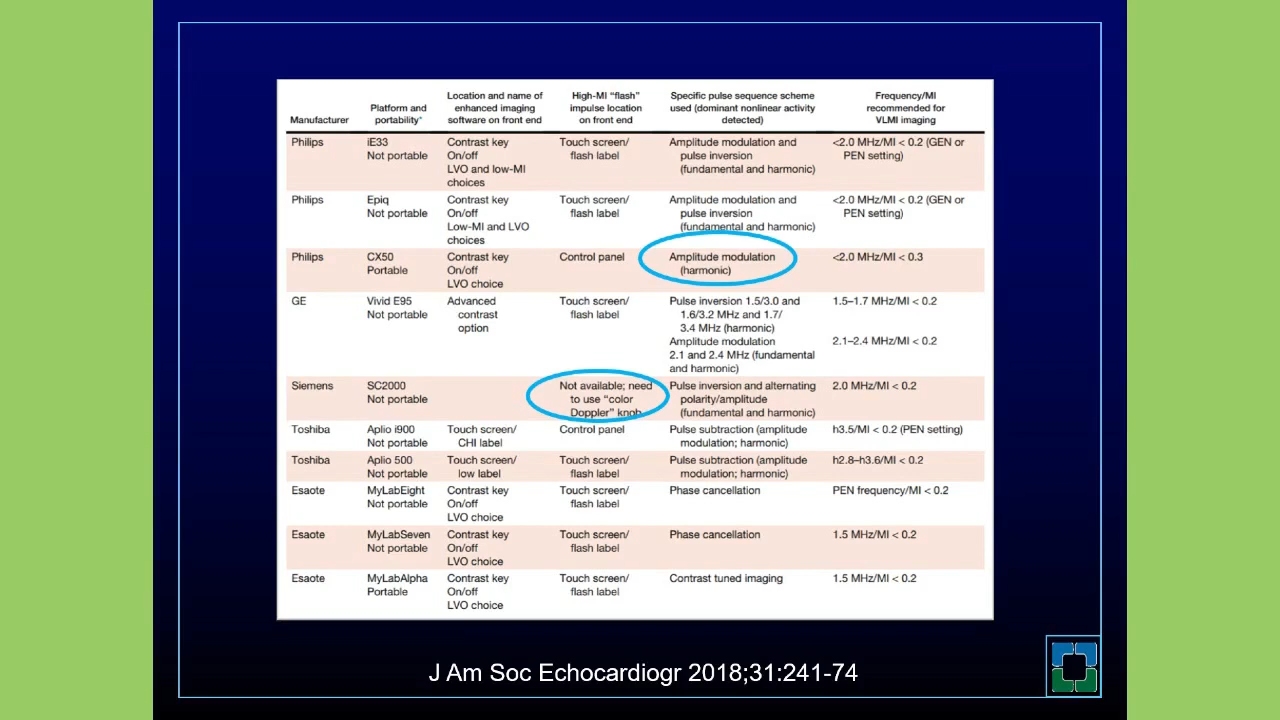 Manufacturer
Platform and
portability*
Location and name of
enhanced imaging
software on front end
High-MI “flash”
impulse location
on front end
Specific pulse sequence scheme
used (dominant nonlinear activity
detected)
Frequency/MI
recommended for
VLMI imaging
Philips
iE33
Not portable
Contrast key
On/off
LVO and low-MI
choices
Touch screen/
flash label
Amplitude modulation and
pulse inversion
(fundamental and harmonic)
<2.0 MHz/MI < 0.2 (GEN or
PEN setting)
Philips
Epiq
Not portable
Contrast key
On/off
Low-MI and LVO
choices
Touch screen/
flash label
Amplitude modulation and
pulse inversion
(fundamental and harmonic)
<2.0 MHz/MI < 0.2 (GEN or
PEN setting)
Philips
CX50
Portable
Contrast key
On/off
LVO choice
Control panel
Amplitude modulation
(harmonic)
<2.0 MHz/MI < 0.3
GE
Vivid E95
Not portable
Advanced
contrast
option
Touch screen/
flash label
Pulse inversion 1.5/3.0 and
1.6/3.2 MHz and 1.7/
3.4 MHz (harmonic)
Amplitude modulation
2.1 and 2.4 MHz (fundamental
and harmonic)
1.5–1.7 MHz/MI < 0.2
2.1–2.4 MHz/MI < 0.2
Siemens
SC2000
Not portable
Not available; need
to use “color
Doppler” knob
Pulse inversion and alternating
polarity/amplitude
(fundamental and harmonic)
2.0 MHz/MI < 0.2
Toshiba
Aplio i900
Not portable
Touch screen/
CHI label
Control panel
Pulse subtraction (amplitude
modulation; harmonic)
h3.5/MI < 0.2 (PEN setting)
Toshiba
Aplio 500
Not portable
Touch screen/
low label
Touch screen/
flash label
Pulse subtraction (amplitude
modulation; harmonic)
h2.8–h3.6/MI < 0.2
Esaote
MyLabEight
Not portable
Contrast key
On/off
LVO choice
Touch screen/
flash label
Phase cancellation
PEN frequency/MI < 0.2
Esaote
MyLabSeven
Not portable
Contrast key
On/off
LVO choice
Touch screen/
flash label
Phase cancellation
1.5 MHz/MI < 0.2
Esaote
MyLabAlpha
Portable
Contrast key
On/off
LVO choice
Touch screen/
flash label
Contrast tuned imaging
1.5 MHz/MI < 0.2
J Am Soc Echocardiogr 2018;31:241-74